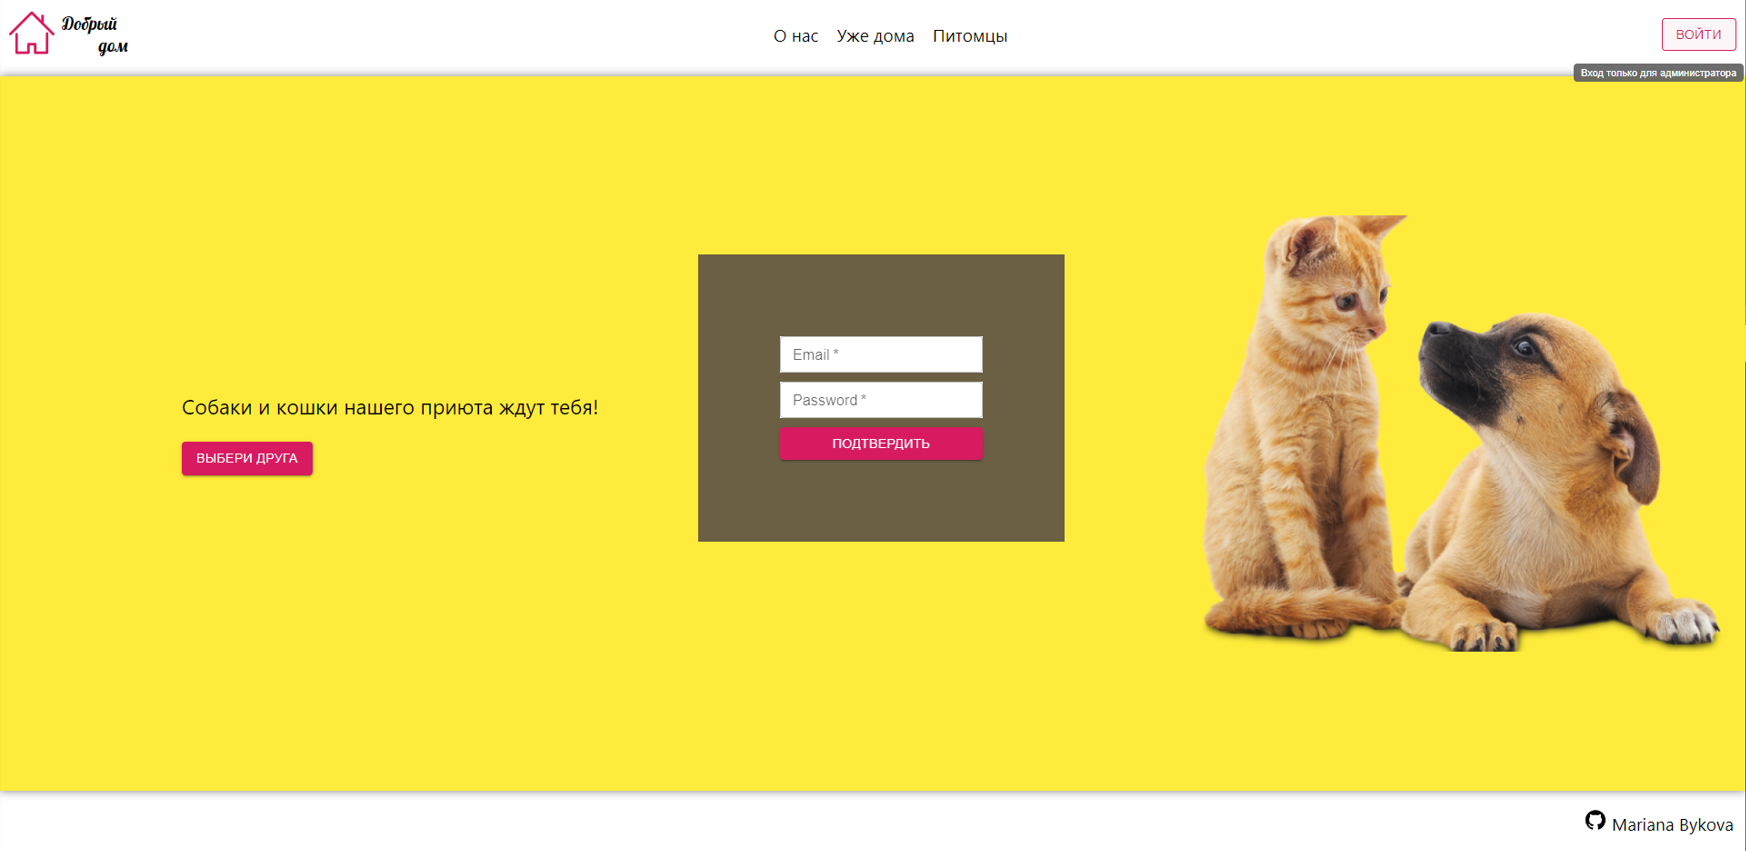 Добрый
дом
О нас
Уже дома
Питомцы
ВОЙТИ
Вход только для администратора
Собаки и кошки нашего приюта ждут тебя!
ВЫБЕРИ ДРУГА
Email *
Password *
ПОДТВЕРДИТЬ
Mariana Bykova